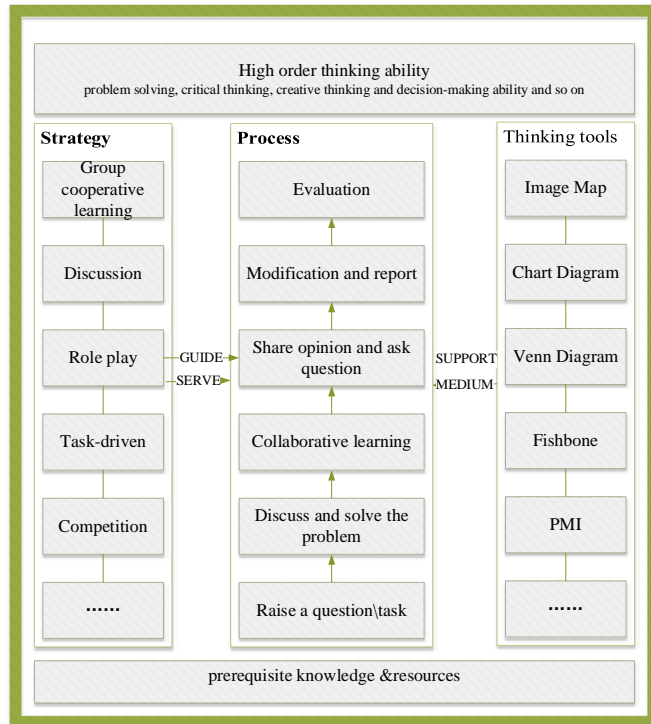 High order thinking ability
problem solving, critical thinking, creative thinking and decision-making ability and so on
Strategy
Group
cooperative
learning
Discussion
Role play
Task-driven
Competition
......
GUIDE
SERVE
Process
Evaluation
Modification and report
Share opinion and ask
question
Collaborative learning
Discuss and solve the
problem
Raise a question\task
SUPPORT
MEDIUM
Thinking tools
Image Map
Chart Diagram
Venn Diagram
Fishbone
PMI
......
prerequisite knowledge &resources